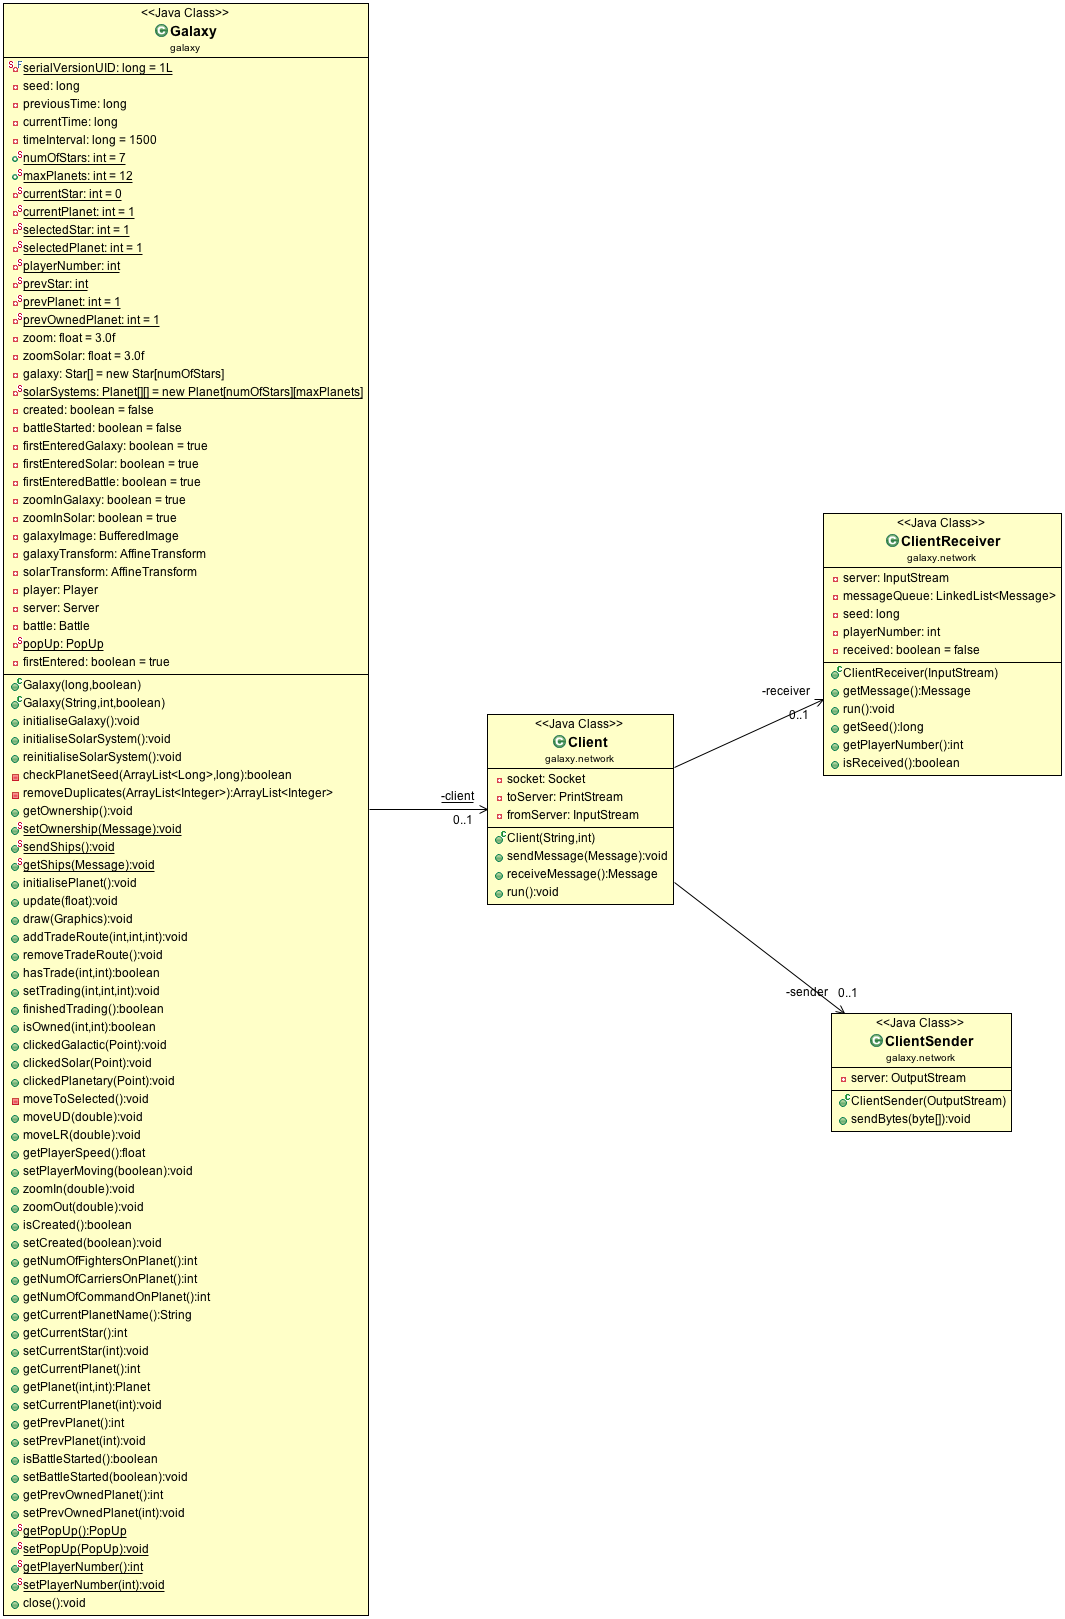 <<Java Class>>
Galaxy
galaxy
serialVersionUID: long = 1L
seed: long
previousTime: long
currentTime: long
timeInterval: long = 1500
numOfStars: int = 7
maxPlanets: int = 12
currentStar: int = 0
currentPlanet: int = 1
selectedStar: int = 1
selectedPlanet: int = 1
playerNumber: int
prevStar: int
prevPlanet: int = 1
prevOwnedPlanet: int = 1
zoom: float = 3.0f
zoomSolar: float = 3.0f
galaxy: Star[] = new Star[numOfStars]
solarSystems: Planet[][] = new Planet[numOfStars][maxPlanets]
created: boolean = false
battleStarted: boolean = false
firstEnteredGalaxy: boolean = true
firstEnteredSolar: boolean = true
firstEnteredBattle: boolean = true
zoomInGalaxy: boolean = true
zoomInSolar: boolean = true
galaxyImage: BufferedImage
galaxyTransform: AffineTransform
solarTransform: AffineTransform
player: Player
server: Server
battle: Battle
popUp: PopUp
firstEntered: boolean = true
Galaxy(long,boolean)
Galaxy(String,int,boolean)
initialiseGalaxy():void
initialiseSolarSystem():void
reinitialiseSolarSystem():void
checkPlanetSeed(ArrayList<Long>,long):boolean
removeDuplicates(ArrayList<Integer>):ArrayList<Integer>
getOwnership():void
setOwnership(Message):void
sendShips():void
getShips(Message):void
initialisePlanet():void
update(float):void
draw(Graphics):void
addTradeRoute(int,int,int):void
removeTradeRoute():void
hasTrade(int,int):boolean
setTrading(int,int,int):void
finishedTrading():boolean
isOwned(int,int):boolean
clickedGalactic(Point):void
clickedSolar(Point):void
clickedPlanetary(Point):void
moveToSelected():void
moveUD(double):void
moveLR(double):void
getPlayerSpeed():float
setPlayerMoving(boolean):void
zoomIn(double):void
zoomOut(double):void
isCreated():boolean
setCreated(boolean):void
getNumOfFightersOnPlanet():int
getNumOfCarriersOnPlanet():int
getNumOfCommandOnPlanet():int
getCurrentPlanetName():String
getCurrentStar():int
setCurrentStar(int):void
getCurrentPlanet():int
getPlanet(int,int):Planet
setCurrentPlanet(int):void
getPrevPlanet():int
setPrevPlanet(int):void
isBattleStarted():boolean
setBattleStarted(boolean):void
getPrevOwnedPlanet():int
setPrevOwnedPlanet(int):void
getPopUp():PopUp
setPopUp(PopUp):void
getPlayerNumber():int
setPlayerNumber(int):void
close():void
-client
0..1
<<Java Class>>
Client
galaxy.network
socket: Socket
toServer: PrintStream
fromServer: InputStream
Client(String,int)
sendMessage(Message):void
receiveMessage():Message
run():void
-receiver
0..1
<<Java Class>>
ClientReceiver
galaxy.network
server: InputStream
messageQueue: LinkedList<Message>
seed: long
playerNumber: int
received: boolean = false
ClientReceiver(InputStream)
getMessage():Message
run():void
getSeed():long
getPlayerNumber():int
isReceived():boolean
-sender
0..1
<<Java Class>>
ClientSender
galaxy.network
server: OutputStream
ClientSender(OutputStream)
sendBytes(byte[]):void